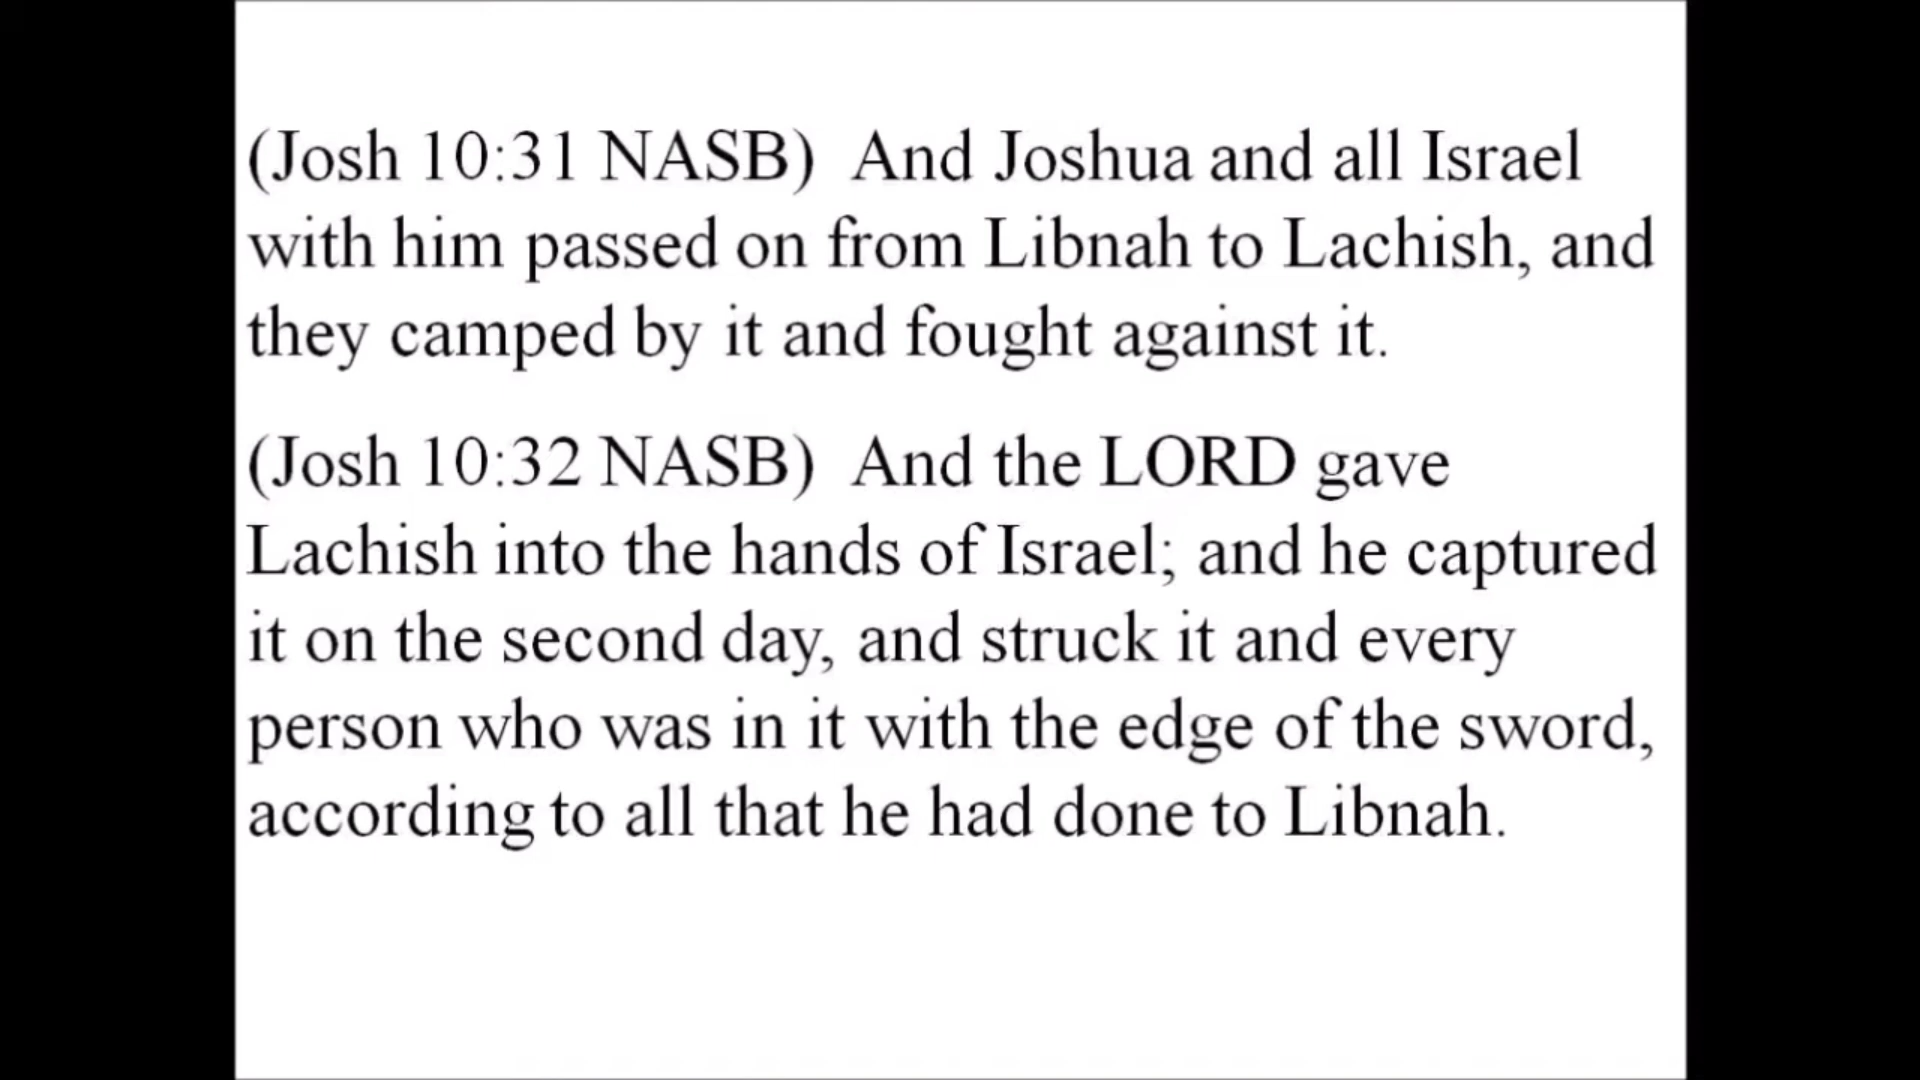 (Josh 10:31 NASB)  And Joshua and all Israel
with him passed on from Libnah to Lachish, and
they camped by it and fought against it.
(Josh 10:32 NASB)  And the LORD gave
Lachish into the hands of Israel; and he captured
it on the second day, and struck it and every
person who was in it with the edge of the sword,
according to all that he had done to Libnah.